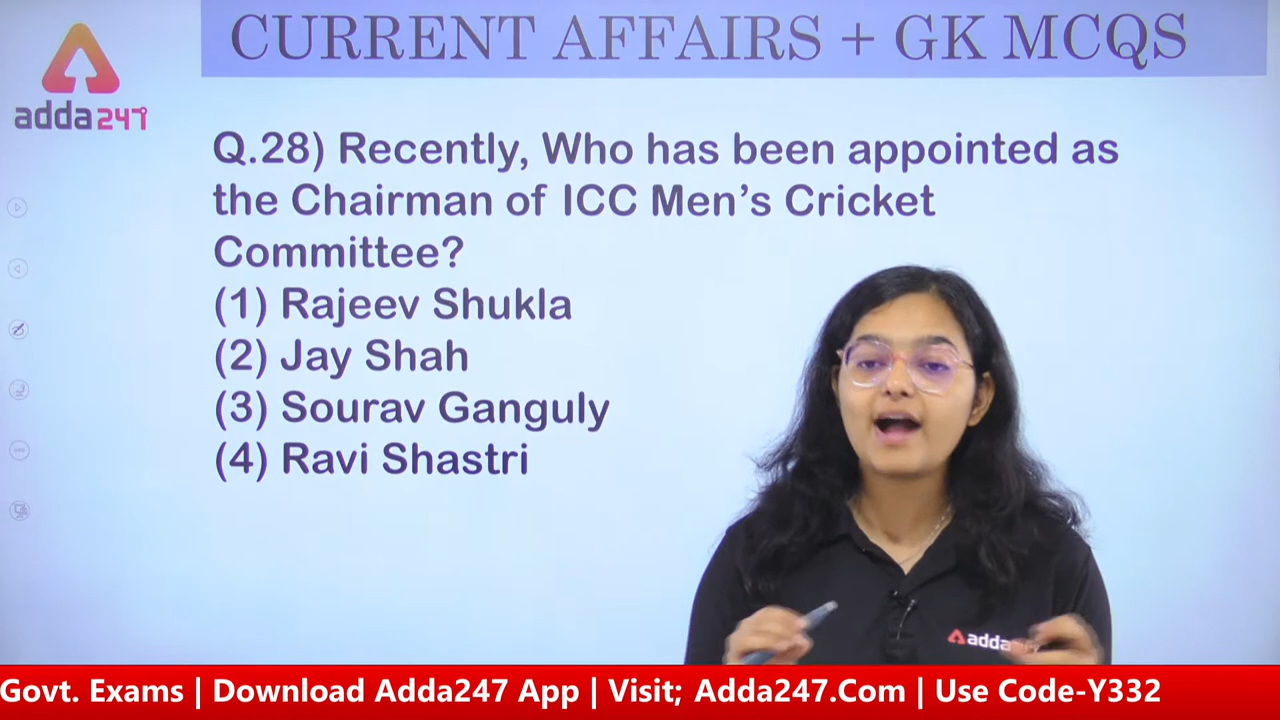 CURRENT AFFAIRS + GK MCQS
adda247
Q.28) Recently, Who has been appointed as
the Chairman of ICC Men’s Cricket
Committee?
(1) Rajeev Shukla
(2) Jay Shah
(3) Sourav Ganguly
(4) Ravi Shastri
adda247
Govt. Exams | Download Adda247 App | Visit; Adda247.Com | Use Code-Y332